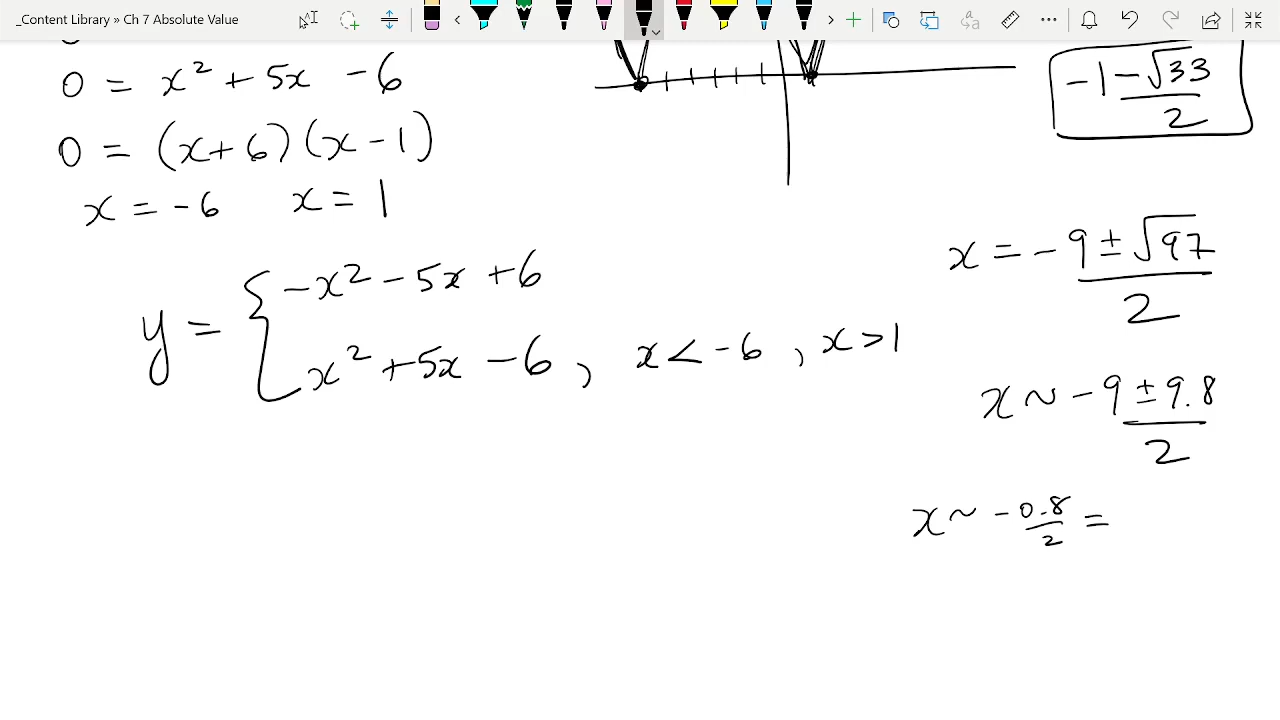 _Content Library » Ch 7 Absolute Value
0 = x² + 5x - 6
0 = (x + 6)(x - 1)
x = -6 x = 1
y = { -x² - 5x + 6
x² + 5x - 6, x < -6, x > 1
-1 - √33
2
x = -9 ± √97
2
x ~ -9 ± 9.8
2
x ~ -0.8
2 =